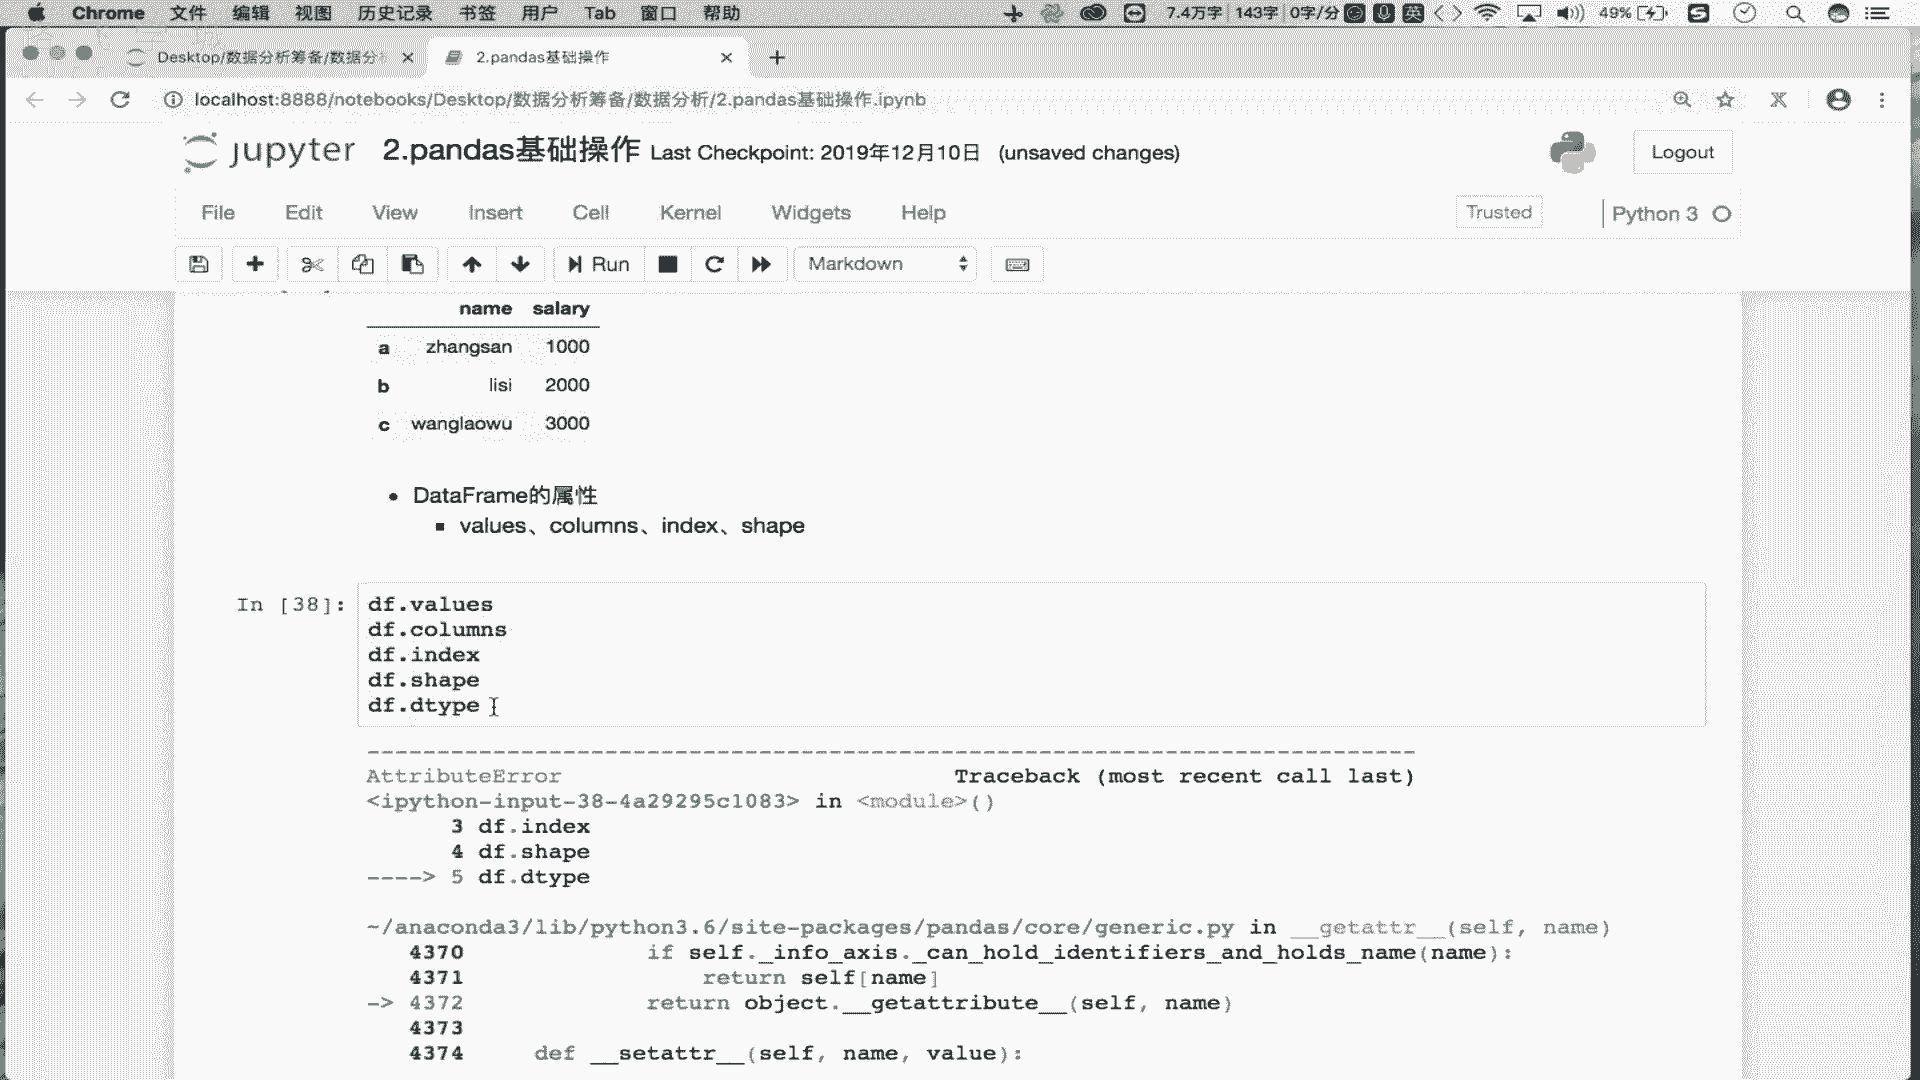 Chrome 文件 编辑 视图 历史记录 书签 用户 Tab 窗口 帮助 7.4万字 143字 0字/分 英 49%
Desktop/数据分析筹备/数据分析 2.pandas基础操作
localhost:8888/notebooks/Desktop/数据分析筹备/数据分析/2.pandas基础操作.ipynb
jupyter 2.pandas基础操作 Last Checkpoint: 2019年12月10日 (unsaved changes) Logout
File Edit View Insert Cell Kernel Widgets Help Trusted Python 3
Run Markdown
name salary
a zhangsan 1000
b lisi 2000
c wanglaowu 3000
DataFrame的属性
values、columns、index、shape
In [38]: df.values
df.columns
df.index
df.shape
df.dtype
---------------------------------------------------------------------------
AttributeError Traceback (most recent call last)
<ipython-input-38-4a29295c1083> in <module>()
3 df.index
4 df.shape
----> 5 df.dtype
~/anaconda3/lib/python3.6/site-packages/pandas/core/generic.py in __getattr__(self, name)
4370 if self._info_axis._can_hold_identifiers_and_holds_name(name):
4371 return self[name]
-> 4372 return object.__getattribute__(self, name)
4373
4374 def __setattr__(self, name, value):